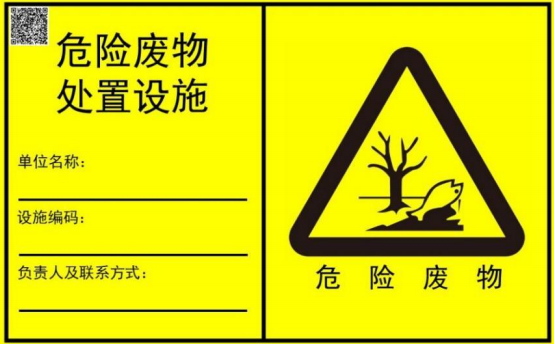 危险废物
处置设施
单位名称：
设施编码：
负责人及联系方式：
危险废物